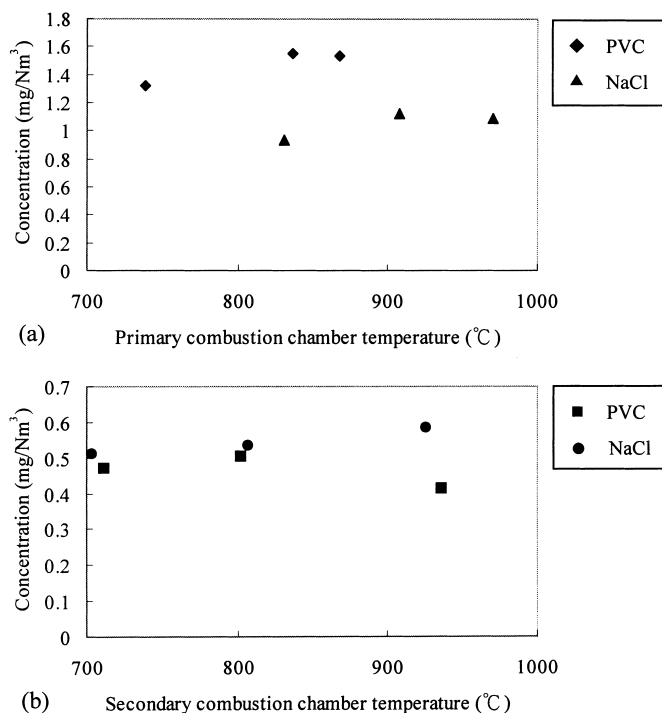 1.8
1.6
1.4
1.2
1
0.8
0.6
0.4
0.2
0
Concentration (mg/Nm³)
700 800 900 1000
(a) Primary combustion chamber temperature (℃)
PVC
NaCl
0.7
0.6
0.5
0.4
0.3
0.2
0.1
0
Concentration (mg/Nm³)
700 800 900 1000
(b) Secondary combustion chamber temperature (℃)
PVC
NaCl